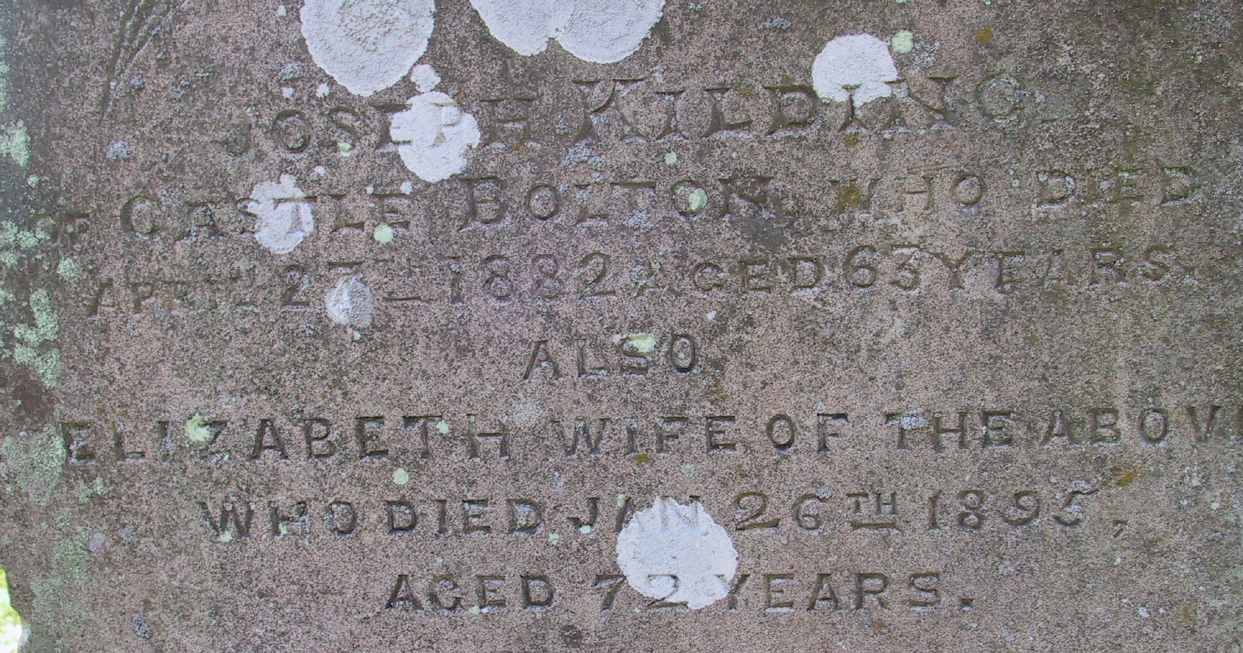 JOSEPH KILDING
OF CASTLE BOLTON WHO DIED
APRIL 27TH 1882 AGED 63 YEARS.
ALSO
ELIZABETH WIFE OF THE ABOVE
WHO DIED JAN 26TH 1895,
AGED 72 YEARS.